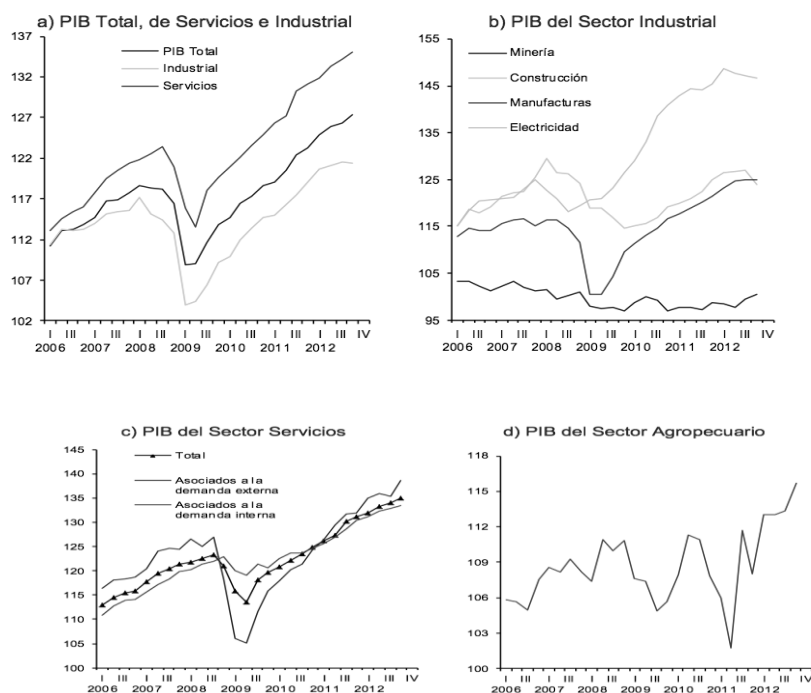 a) PIB Total, de Servicios e Industrial
137
132
127
122
117
112
107
102
PIB Total
Industrial
Servicios
I III I III I III I III I III I III I III IV
2006 2007 2008 2009 2010 2011 2012
b) PIB del Sector Industrial
155
145
135
125
115
105
95
Minería
Construcción
Manufacturas
Electricidad
I III I III I III I III I III I III I III IV
2006 2007 2008 2009 2010 2011 2012
c) PIB del Sector Servicios
145
140
135
130
125
120
115
110
105
100
Total
Asociados a la
demanda externa
Asociados a la
demanda interna
I III I III I III I III I III I III I III IV
2006 2007 2008 2009 2010 2011 2012
d) PIB del Sector Agropecuario
118
115
112
109
106
103
100
I III I III I III I III I III I III I III IV
2006 2007 2008 2009 2010 2011 2012